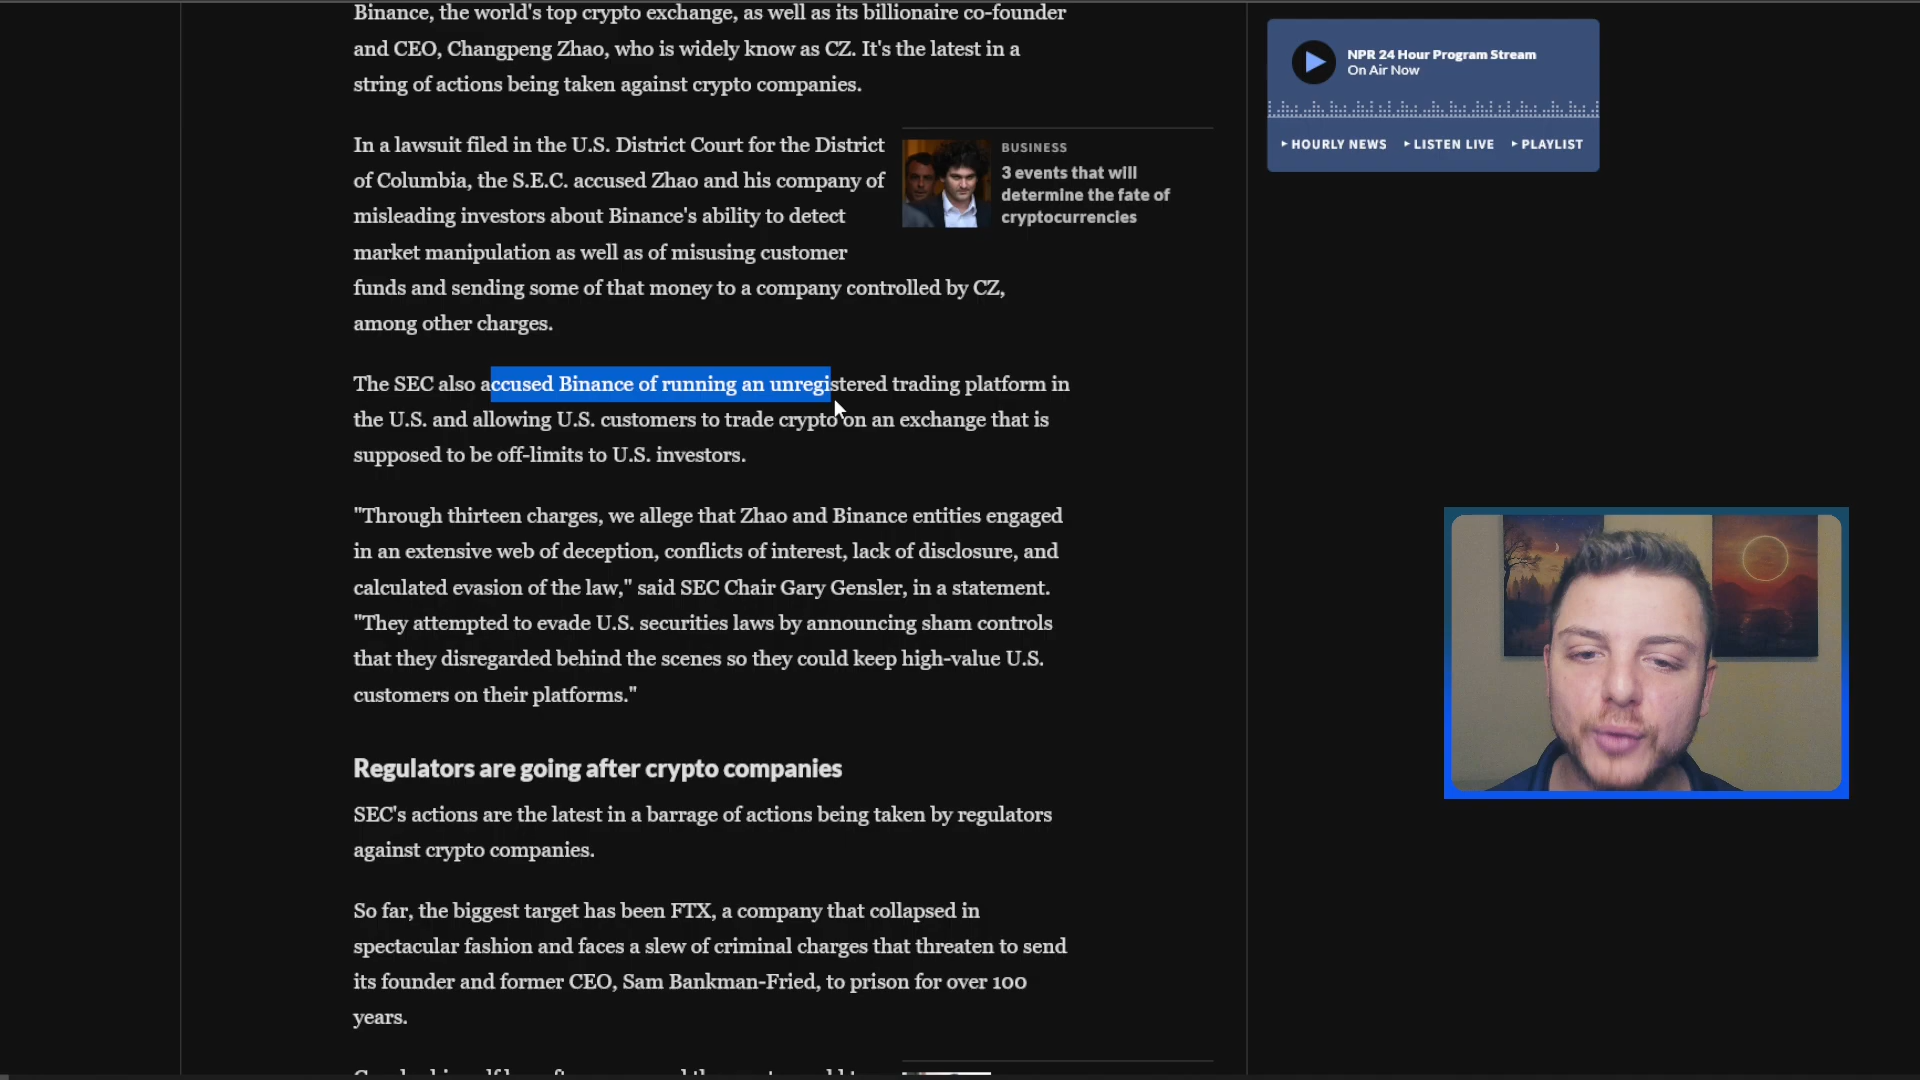 Binance, the world's top crypto exchange, as well as its billionaire co-founder
and CEO, Changpeng Zhao, who is widely know as CZ. It's the latest in a
string of actions being taken against crypto companies.
In a lawsuit filed in the U.S. District Court for the District
of Columbia, the S.E.C. accused Zhao and his company of
misleading investors about Binance's ability to detect
market manipulation as well as of misusing customer
funds and sending some of that money to a company controlled by CZ,
among other charges.
BUSINESS
3 events that will
determine the fate of
cryptocurrencies
The SEC also accused Binance of running an unregistered trading platform in
the U.S. and allowing U.S. customers to trade crypto on an exchange that is
supposed to be off-limits to U.S. investors.
"Through thirteen charges, we allege that Zhao and Binance entities engaged
in an extensive web of deception, conflicts of interest, lack of disclosure, and
calculated evasion of the law," said SEC Chair Gary Gensler, in a statement.
"They attempted to evade U.S. securities laws by announcing sham controls
that they disregarded behind the scenes so they could keep high-value U.S.
customers on their platforms."
Regulators are going after crypto companies
SEC's actions are the latest in a barrage of actions being taken by regulators
against crypto companies.
So far, the biggest target has been FTX, a company that collapsed in
spectacular fashion and faces a slew of criminal charges that threaten to send
its founder and former CEO, Sam Bankman-Fried, to prison for over 100
years.
NPR 24 Hour Program Stream
On Air Now
HOURLY NEWS LISTEN LIVE PLAYLIST